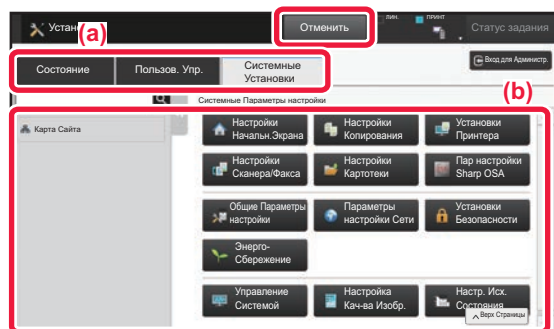 Устан
(a)
Отменить
ЛИН.
ПРИНТ
Статус задания
Состояние
Пользов. Упр.
Системные
Установки
Вход для Администр.
(b)
Системные Параметры настройки
Карта Сайта
Настройки
Начальн.Экрана
Настройки
Копирования
Установки
Принтера
Настройки
Сканера/Факса
Настройки
Картотеки
Пар настройки
Sharp OSA
Общие Параметры
настройки
Параметры
настройки Сети
Установки
Безопасности
Энерго-
Сбережение
Управление
Системой
Настройка
Кач-ва Изобр.
Настр. Исх.
Состояния
Верх Страницы